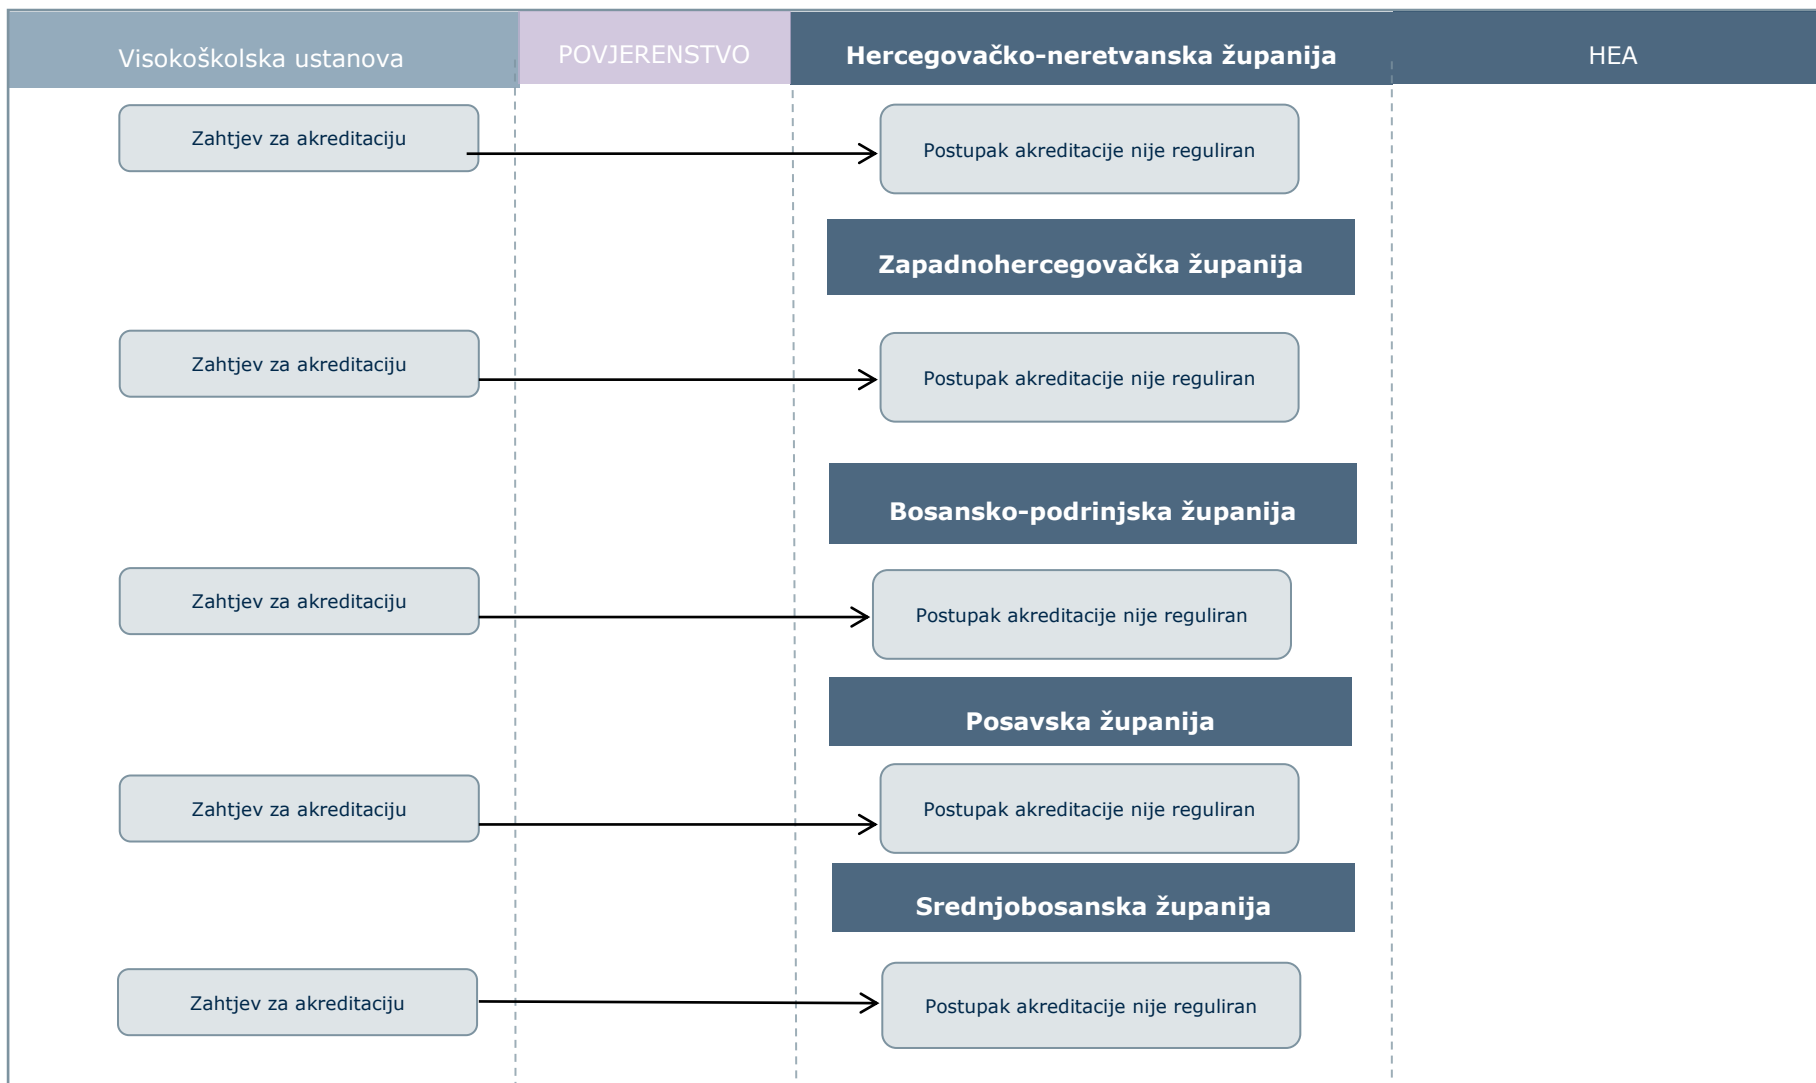 Visokoškolska ustanova
POVJERENSTVO
Hercegovačko-neretvanska županija
HEA
Zahtjev za akreditaciju
Postupak akreditacije nije reguliran
Zapadnohercegovačka županija
Zahtjev za akreditaciju
Postupak akreditacije nije reguliran
Bosansko-podrinjska županija
Zahtjev za akreditaciju
Postupak akreditacije nije reguliran
Posavska županija
Zahtjev za akreditaciju
Postupak akreditacije nije reguliran
Srednjobosanska županija
Zahtjev za akreditaciju
Postupak akreditacije nije reguliran